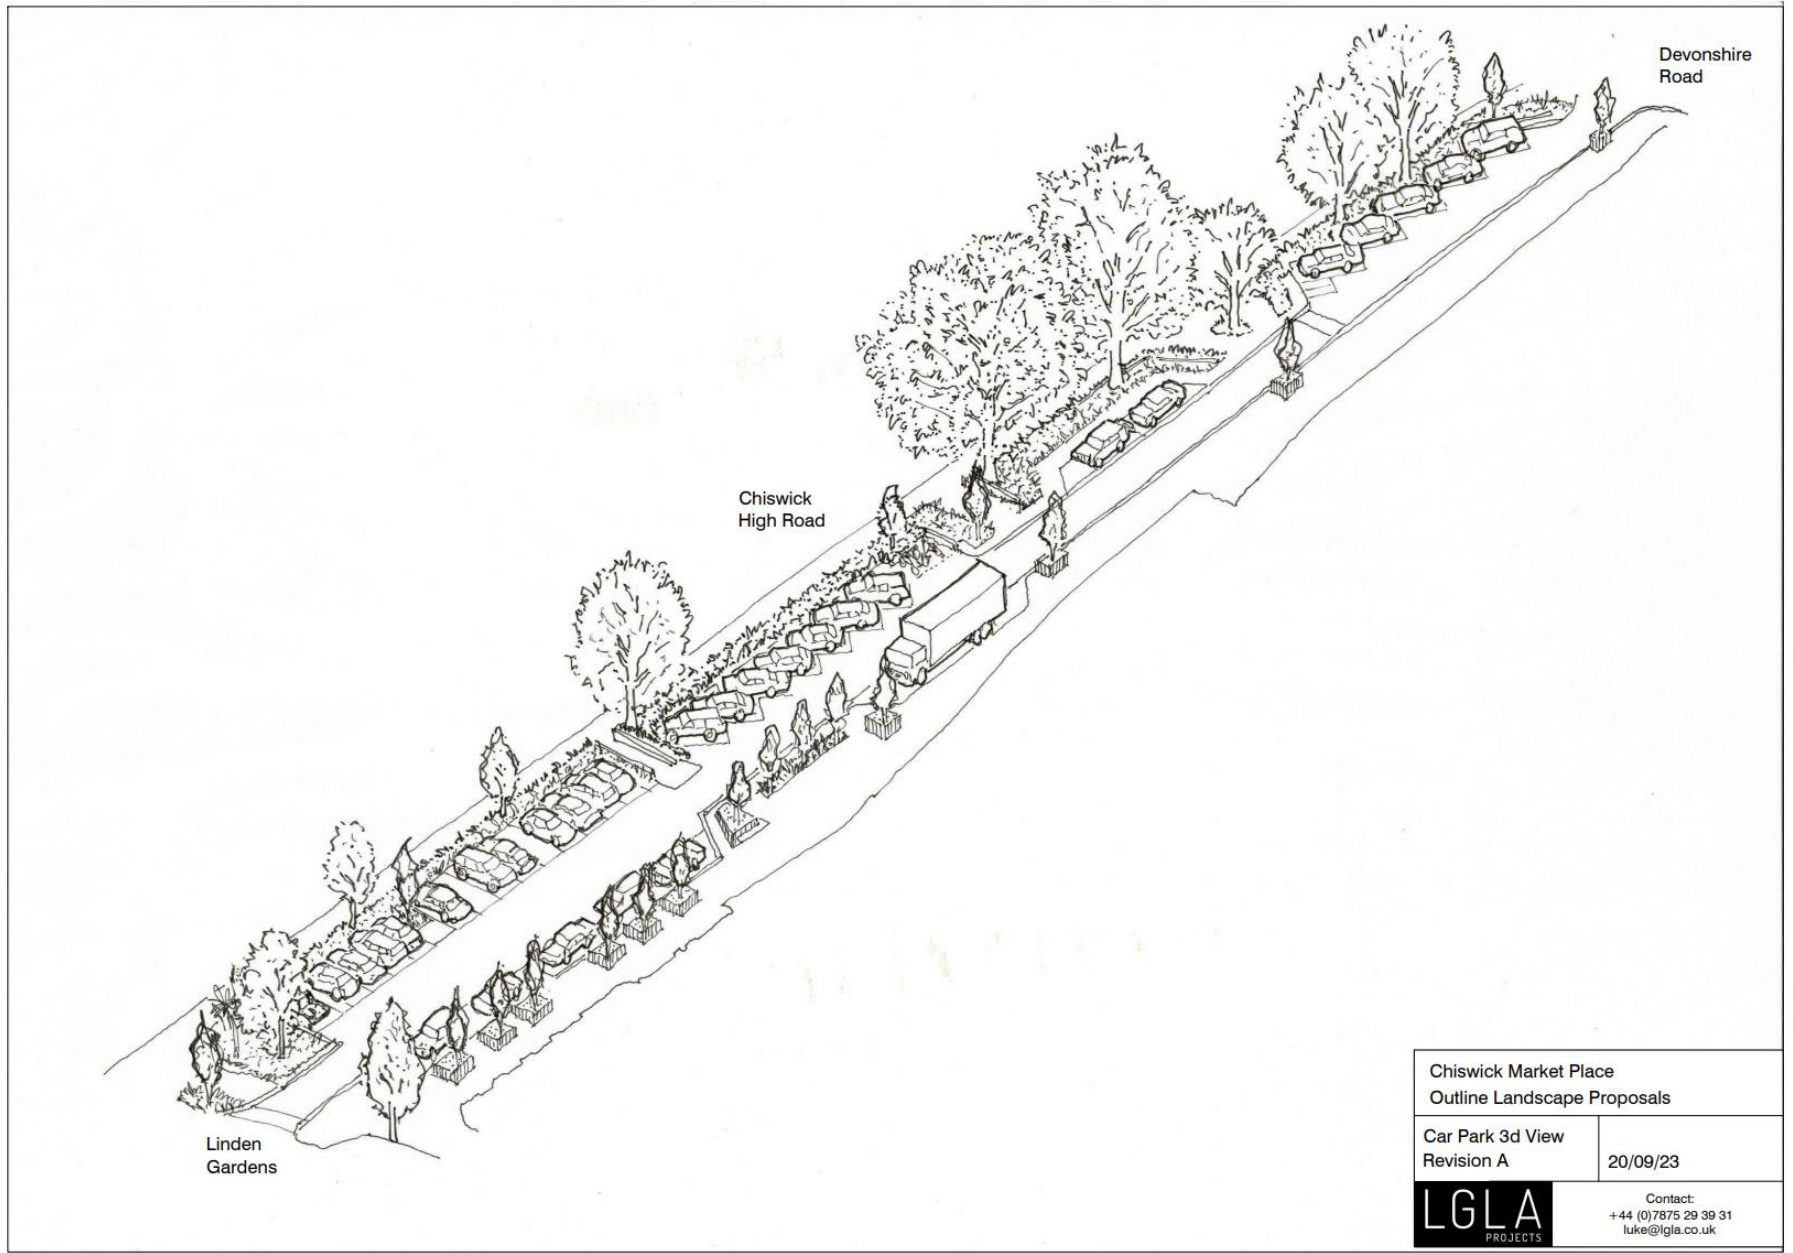 Devonshire
Road
Chiswick
High Road
Linden
Gardens
Chiswick Market Place
Outline Landscape Proposals
Car Park 3d View
Revision A
20/09/23
LGLA
PROJECTS
Contact:
+44 (0)7875 29 39 31
luke@lgla.co.uk